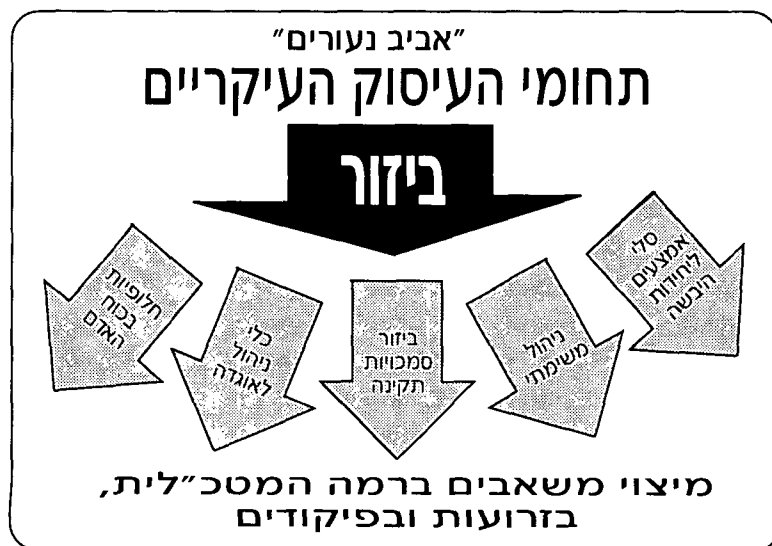 ״אביב נעורים״
תחומי העיסוק העיקריים
ביזור
סלי
אמצעים
ליחידות
היבשה
ניהול
משימתי
ביזור
סמכויות
תקינה
כלי
ניהול
לאוגדה
חלופיות
בכוח
האדם
מיצוי משאבים ברמה המטכ״לית,
בזרועות ובפיקודים